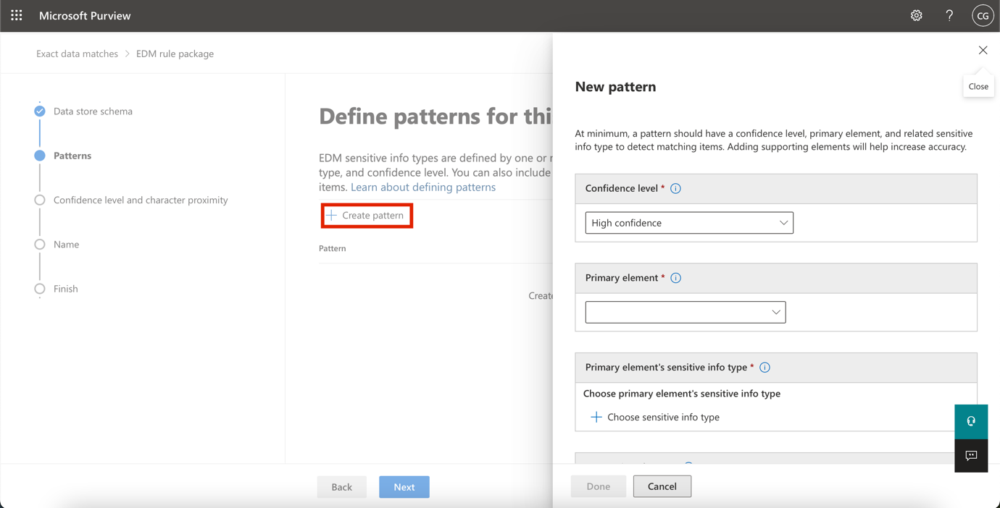 Microsoft Purview
?
CG
Exact data matches > EDM rule package
Data store schema
Patterns
Confidence level and character proximity
Name
Finish
Define patterns for thi
EDM sensitive info types are defined by one or
type, and confidence level. You can also include
items. Learn about defining patterns
+ Create pattern
Pattern
Create
Back
Next
Close
New pattern
At minimum, a pattern should have a confidence level, primary element, and related sensitive
info type to detect matching items. Adding supporting elements will help increase accuracy.
Confidence level *
High confidence
Primary element *
Primary element's sensitive info type *
Choose primary element's sensitive info type
+ Choose sensitive info type
Done
Cancel